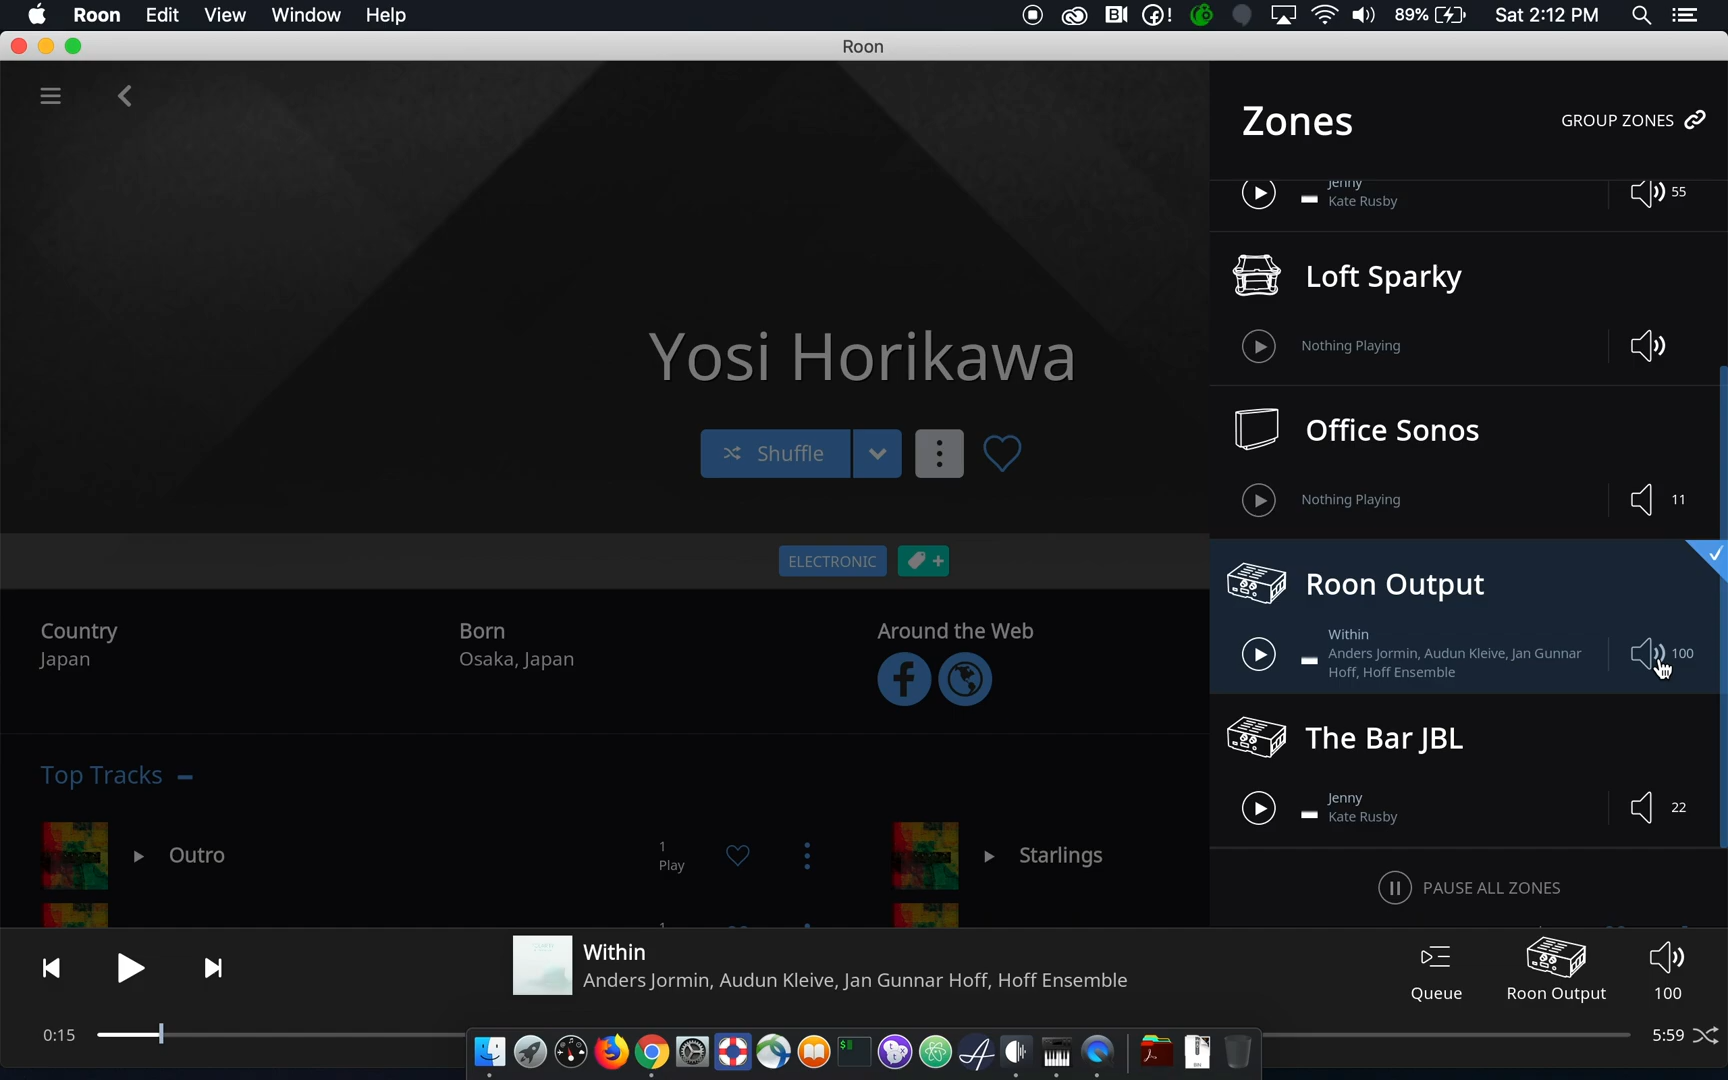 Roon Edit View Window Help
89% Sat 2:12 PM
Roon
Zones
GROUP ZONES
Jenny
Kate Rusby
55
Loft Sparky
Nothing Playing
Yosi Horikawa
Shuffle
Office Sonos
Nothing Playing
11
ELECTRONIC
+
Roon Output
Within
Anders Jormin, Audun Kleive, Jan Gunnar
Hoff, Hoff Ensemble
100
Country
Japan
Born
Osaka, Japan
Around the Web
The Bar JBL
Jenny
Kate Rusby
22
Top Tracks
Outro
1
Play
Starlings
PAUSE ALL ZONES
Within
Anders Jormin, Audun Kleive, Jan Gunnar Hoff, Hoff Ensemble
Queue
Roon Output
100
0:15
5:59